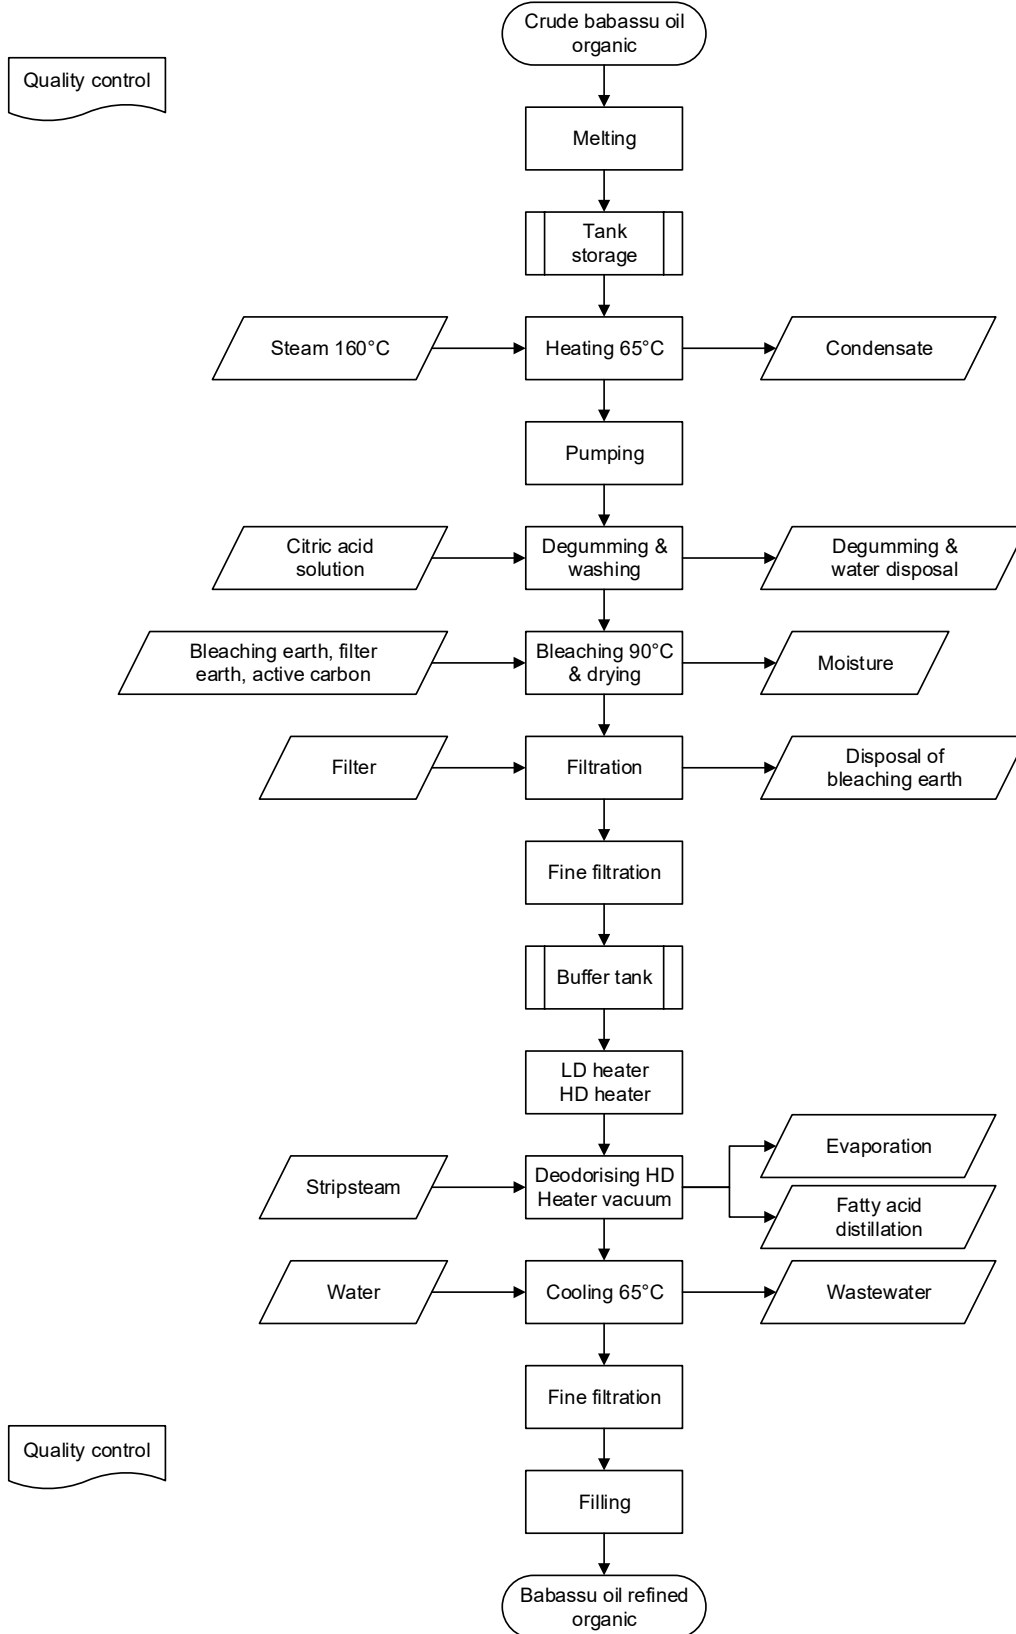 Crude babassu oil
organic
Quality control
Melting
Tank
storage
Steam 160°C
Heating 65°C
Condensate
Pumping
Citric acid
solution
Degumming &
washing
Degumming &
water disposal
Bleaching earth, filter
earth, active carbon
Bleaching 90°C
& drying
Moisture
Filter
Filtration
Disposal of
bleaching earth
Fine filtration
Buffer tank
LD heater
HD heater
Stripsteam
Deodorising HD
Heater vacuum
Evaporation
Fatty acid
distillation
Water
Cooling 65°C
Wastewater
Fine filtration
Quality control
Filling
Babassu oil refined
organic